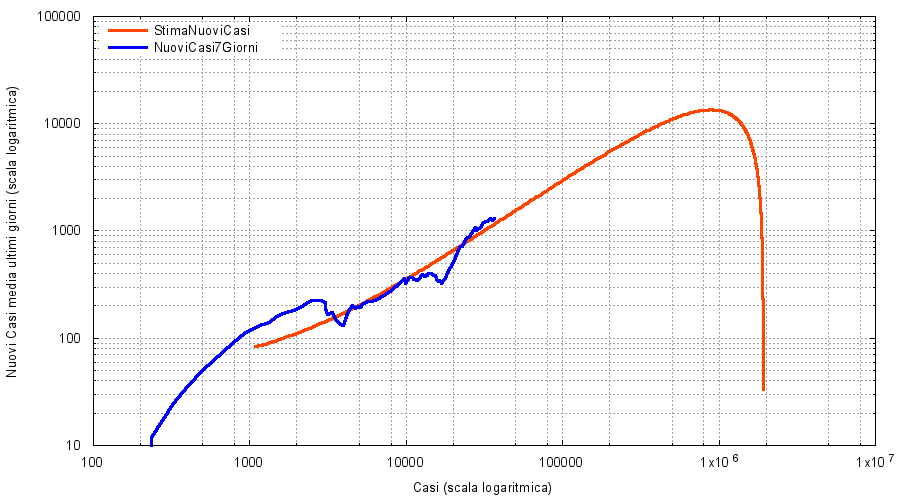 100000
10000
1000
100
10
StimaNuoviCasi
NuoviCasi7Giorni
Nuovi Casi media ultimi giorni (scala logaritmica)
100
1000
10000
100000
1x10 6
1x10 7
Casi (scala logaritmica)